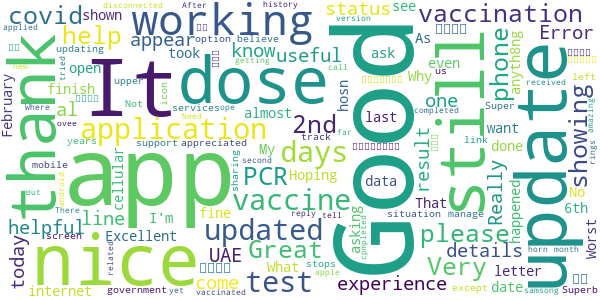 covid
working
shown
disconnected
After
history
applied
version
option believe
status
see
vaccination
help
appear
updating
took
useful
know
As
Error
open
tried
upper
icon
ask
phone
even
anything
finish
Not
dose
Why
us
left
thank
It
Good
still
update
February
al
almost
hosn
getting
call
one
received
Where
ovee
services
ope
last
far
completed
Super
link
want
amazing
application
2nd
years
support
appreciated
Need
My
track
result
Really
done
showing
But
mobile
cellular
PCR
days
data
That
happened
No
rings
app
line
I'm
vaccine
Hoping
second
sharing
android
asking
please
6th
helpful
There
fine
reply
tell
situation manage
Worst
Excellent
updated
details
born month
today
screen
UAE
Great
Very
letter
nice
related
What
stops
experience
date
samsong
internet
government
yet
come
vaccinated
test
apple
cpmpleted
except
Superb
new